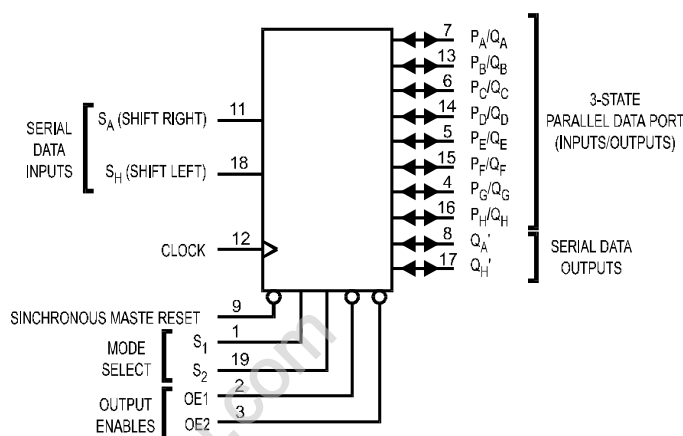 7 PA/QA
13 PB/QB
6 PC/QC
14 PD/QD
5 PE/QE
15 PF/QF
4 PG/QG
16 PH/QH
8 QA'
17 QH'
3-STATE
PARALLEL DATA PORT
(INPUTS/OUTPUTS)
SERIAL DATA
OUTPUTS
SERIAL
DATA
INPUTS
SA (SHIFT RIGHT) 11
SH (SHIFT LEFT) 18
CLOCK 12
SINCHRONOUS MASTE RESET 9
MODE
SELECT
S1 1
S2 19
OUTPUT
ENABLES
OE1 2
OE2 3
.com